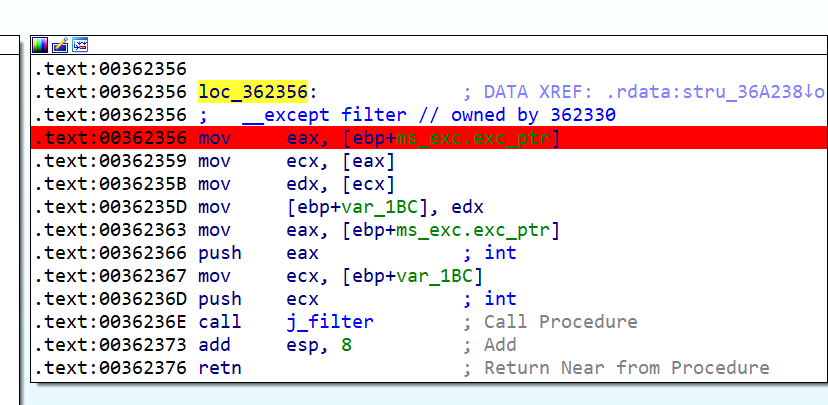 .text:00362356
.text:00362356 loc_362356: ; DATA XREF: .rdata:stru_36A238↓o
.text:00362356 ; __except filter // owned by 362330
.text:00362356 mov eax, [ebp+ms_exc.exc_ptr]
.text:00362359 mov ecx, [eax]
.text:0036235B mov edx, [ecx]
.text:0036235D mov [ebp+var_1BC], edx
.text:00362363 mov eax, [ebp+ms_exc.exc_ptr]
.text:00362366 push eax ; int
.text:00362367 mov ecx, [ebp+var_1BC]
.text:0036236D push ecx ; int
.text:0036236E call j_filter ; Call Procedure
.text:00362373 add esp, 8 ; Add
.text:00362376 retn ; Return Near from Procedure